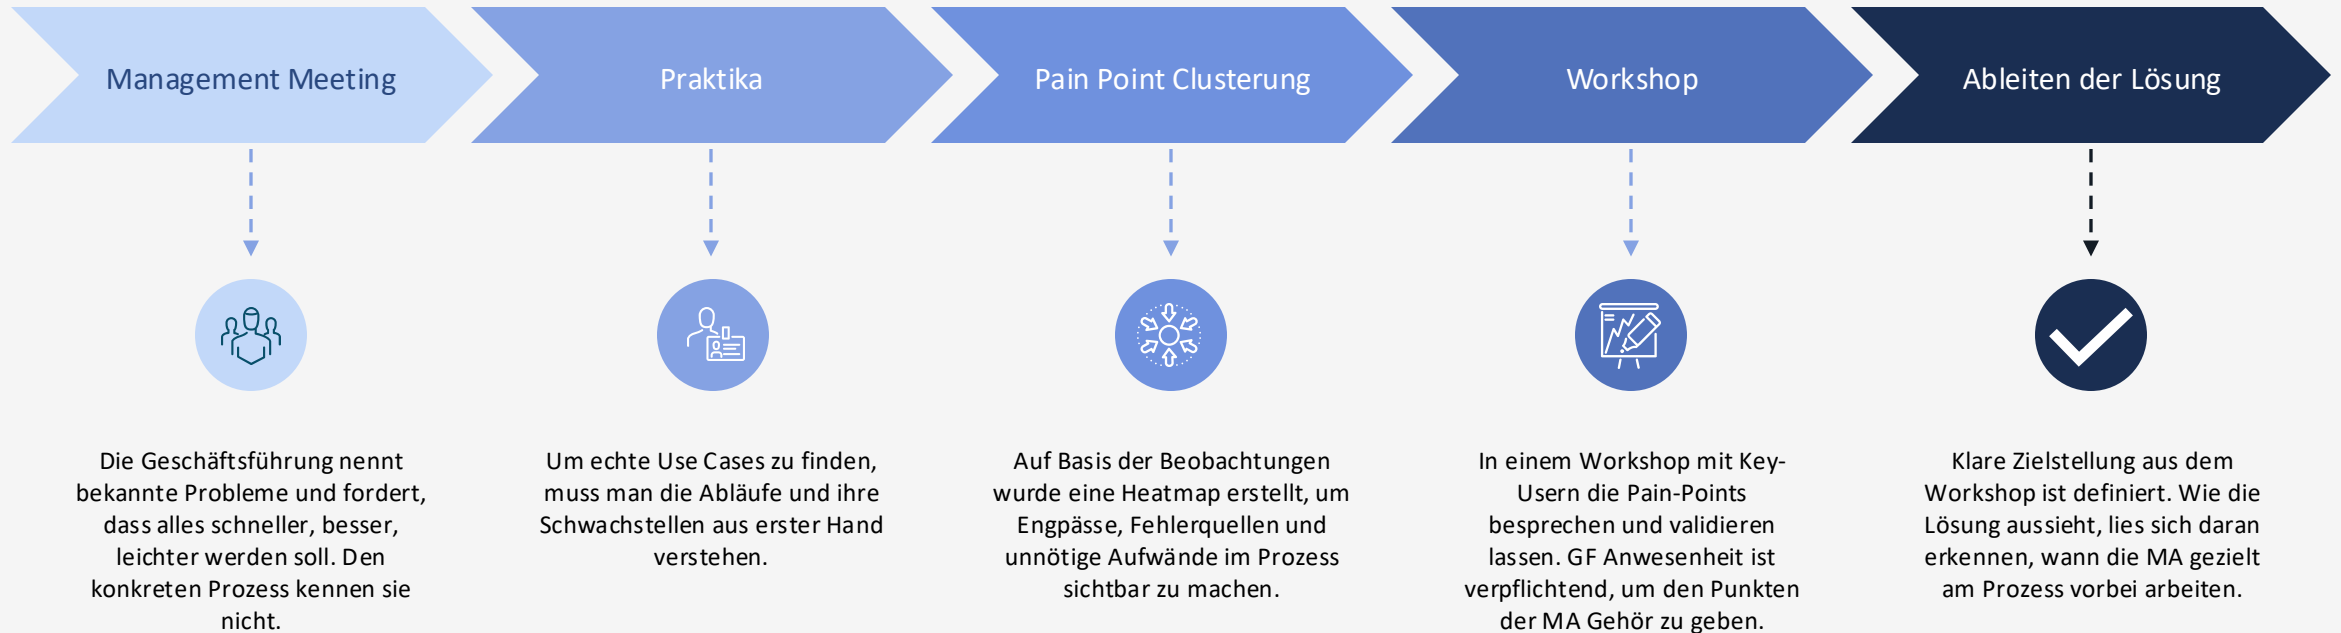 Management Meeting
Praktika
Pain Point Clusterung
Workshop
Ableiten der Lösung
Die Geschäftsführung nennt
bekannte Probleme und fordert,
dass alles schneller, besser,
leichter werden soll. Den
konkreten Prozess kennen sie
nicht.
Um echte Use Cases zu finden,
muss man die Abläufe und ihre
Schwachstellen aus erster Hand
verstehen.
Auf Basis der Beobachtungen
wurde eine Heatmap erstellt, um
Engpässe, Fehlerquellen und
unnötige Aufwände im Prozess
sichtbar zu machen.
In einem Workshop mit Key-
Usern die Pain-Points
besprechen und validieren
lassen. GF Anwesenheit ist
verpflichtend, um den Punkten
der MA Gehör zu geben.
Klare Zielstellung aus dem
Workshop ist definiert. Wie die
Lösung aussieht, lies sich daran
erkennen, wann die MA gezielt
am Prozess vorbei arbeiten.